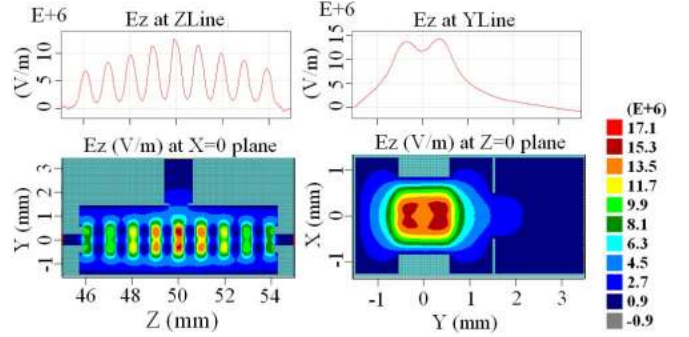 Ez at ZLine
E+6
(V/m)
10
5
0
Ez at YLine
E+6
(V/m)
15
10
5
0
Ez (V/m) at X=0 plane
Y (mm)
3
2
1
0
-1
46 48 50 52 54
Z (mm)
Ez (V/m) at Z=0 plane
X (mm)
1
0
-1
-1 0 1 2 3
Y (mm)
(E+6)
17.1
15.3
13.5
11.7
9.9
8.1
6.3
4.5
2.7
0.9
-0.9